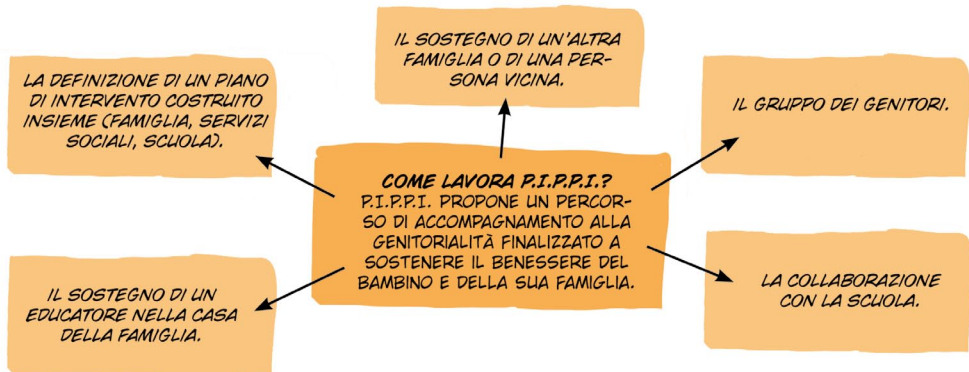 IL SOSTEGNO DI UN'ALTRA
FAMIGLIA O DI UNA PER-
SONA VICINA.
LA DEFINIZIONE DI UN PIANO
DI INTERVENTO COSTRUITO
INSIEME (FAMIGLIA, SERVIZI
SOCIALI, SCUOLA).
IL GRUPPO DEI GENITORI.
COME LAVORA P.I.P.P.I.?
P.I.P.P.I. PROPONE UN PERCOR-
SO DI ACCOMPAGNAMENTO ALLA
GENITORIALITÀ FINALIZZATO A
SOSTENERE IL BENESSERE DEL
BAMBINO E DELLA SUA FAMIGLIA.
IL SOSTEGNO DI UN
EDUCATORE NELLA CASA
DELLA FAMIGLIA.
LA COLLABORAZIONE
CON LA SCUOLA.